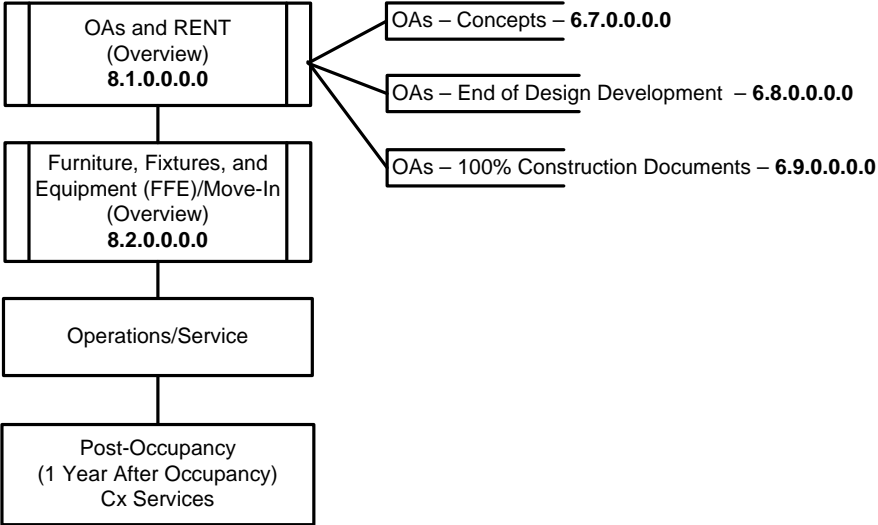 OAs and RENT
(Overview)
8.1.0.0.0.0
OAs – Concepts – 6.7.0.0.0.0
OAs – End of Design Development – 6.8.0.0.0.0
OAs – 100% Construction Documents – 6.9.0.0.0.0
Furniture, Fixtures, and
Equipment (FFE)/Move-In
(Overview)
8.2.0.0.0.0
Operations/Service
Post-Occupancy
(1 Year After Occupancy)
Cx Services